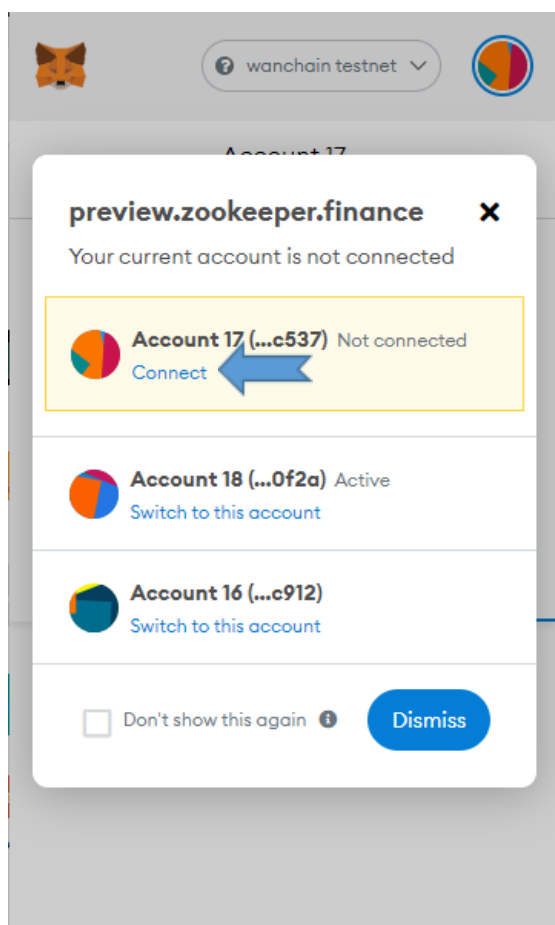 wanchain testnet
Account 17
preview.zookeeper.finance
Your current account is not connected
Account 17 (...c537) Not connected
Connect
Account 18 (...0f2a) Active
Switch to this account
Account 16 (...c912)
Switch to this account
Don't show this again
Dismiss